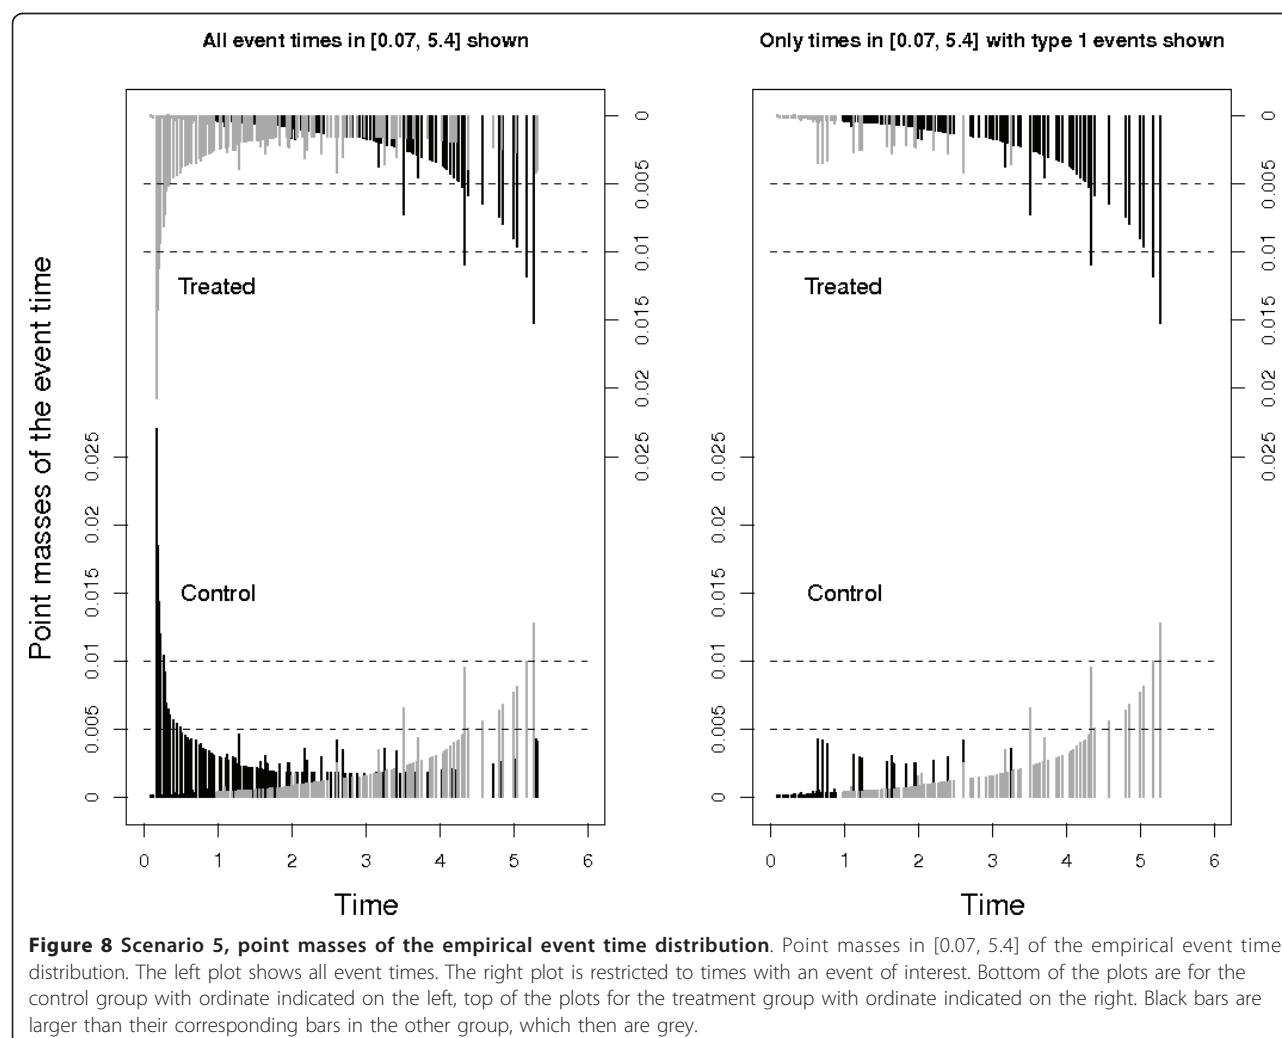 All event times in [0.07, 5.4] shown
Only times in [0.07, 5.4] with type 1 events shown
Point masses of the event time
0 0.005 0.01 0.015 0.02 0.025
0 0.005 0.01 0.015 0.02 0.025
Treated
Control
0 1 2 3 4 5 6
Time
0 0.005 0.01 0.015 0.02 0.025
0 0.005 0.01 0.015 0.02 0.025
Treated
Control
0 1 2 3 4 5 6
Time
Figure 8 Scenario 5, point masses of the empirical event time distribution. Point masses in [0.07, 5.4] of the empirical event time
distribution. The left plot shows all event times. The right plot is restricted to times with an event of interest. Bottom of the plots are for the
control group with ordinate indicated on the left, top of the plots for the treatment group with ordinate indicated on the right. Black bars are
larger than their corresponding bars in the other group, which then are grey.